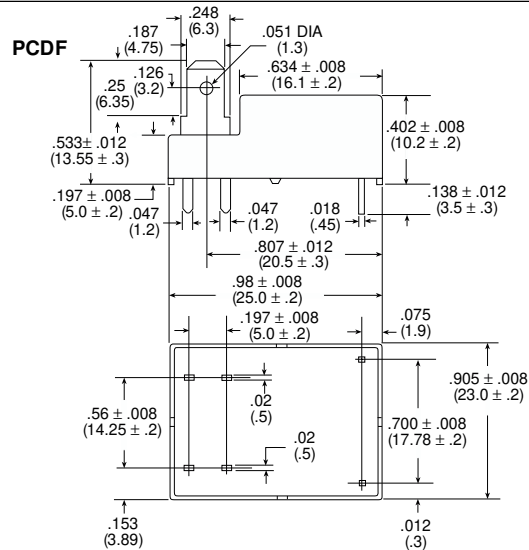 PCDF
.248
(6.3)
.187
(4.75)
.051 DIA
(1.3)
.634 ± .008
(16.1 ± .2)
.126
(3.2)
.25
(6.35)
.533± .012
(13.55 ± .3)
.402 ± .008
(10.2 ± .2)
.197 ± .008
(5.0 ± .2)
.047
(1.2)
.047
(1.2)
.018
(.45)
.138 ± .012
(3.5 ± .3)
.807 ± .012
(20.5 ± .3)
.98 ± .008
(25.0 ± .2)
.197 ± .008
(5.0 ± .2)
.075
(1.9)
.56 ± .008
(14.25 ± .2)
.02
(.5)
.02
(.5)
.700 ± .008
(17.78 ± .2)
.905 ± .008
(23.0 ± .2)
.153
(3.89)
.012
(.3)